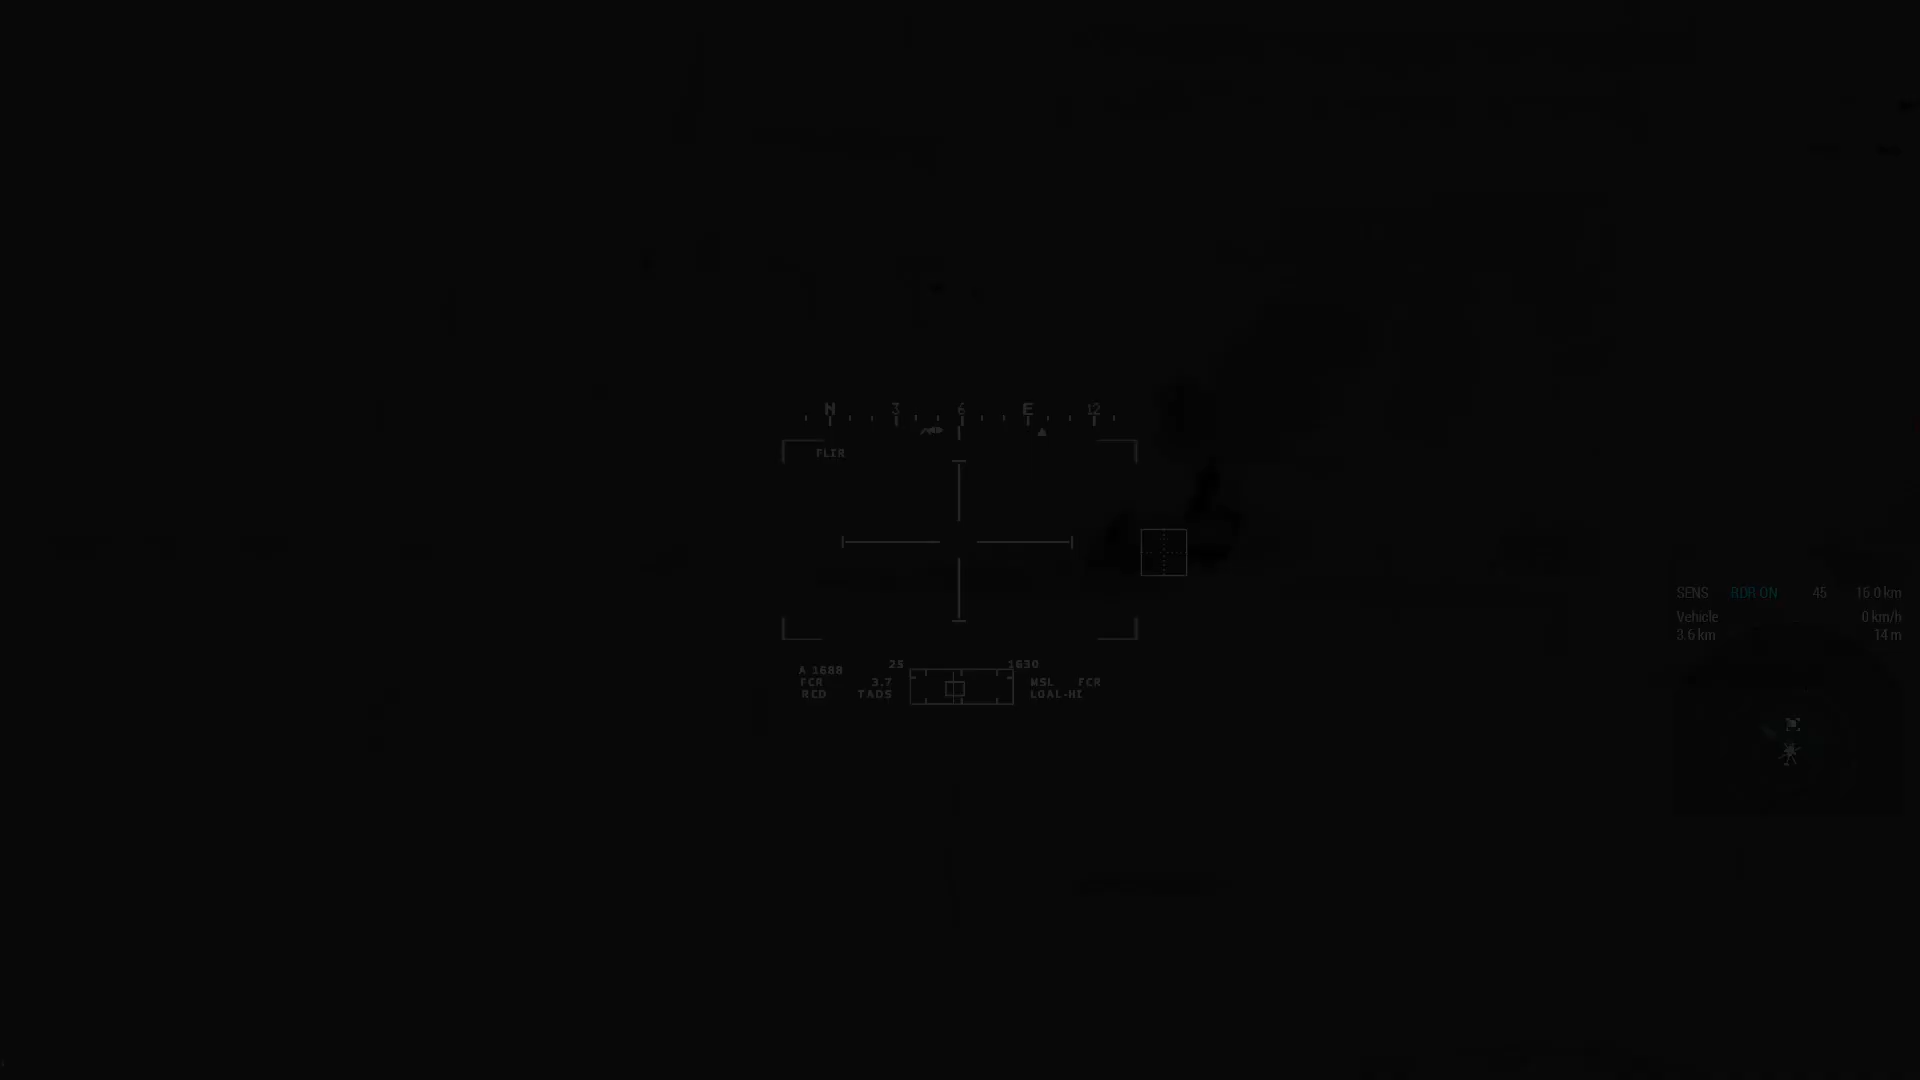 N 3 6 E 12
FLIR
SENS RDR ON 45 16.0 km
Vehicle 0 km/h
3.6 km 14 m
25 1630
A 1688
FCR 3.7 MSL FCR
RCD TADS LOAL-HI